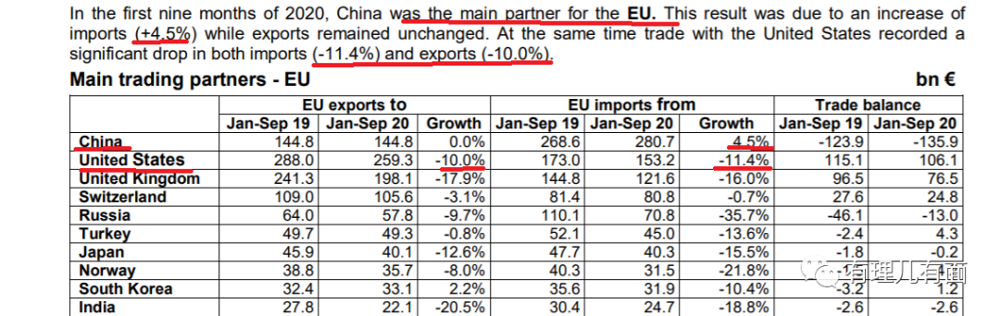 In the first nine months of 2020, China was the main partner for the EU. This result was due to an increase of
imports (+4.5%) while exports remained unchanged. At the same time trade with the United States recorded a
significant drop in both imports (-11.4%) and exports (-10.0%).
Main trading partners - EU bn €
EU exports to EU imports from Trade balance
Jan-Sep 19 Jan-Sep 20 Growth Jan-Sep 19 Jan-Sep 20 Growth Jan-Sep 19 Jan-Sep 20
China 144.8 144.8 0.0% 268.6 280.7 4.5% -123.9 -135.9
United States 288.0 259.3 -10.0% 173.0 153.2 -11.4% 115.1 106.1
United Kingdom 241.3 198.1 -17.9% 144.8 121.6 -16.0% 96.5 76.5
Switzerland 109.0 105.6 -3.1% 81.4 80.8 -0.7% 27.6 24.8
Russia 64.0 57.8 -9.7% 110.1 70.8 -35.7% -46.1 -13.0
Turkey 49.7 49.3 -0.8% 52.1 45.0 -13.6% -2.4 4.3
Japan 45.9 40.1 -12.6% 47.7 40.3 -15.5% -1.8 -0.2
Norway 38.8 35.7 -8.0% 40.3 31.5 -21.8%
South Korea 32.4 33.1 2.2% 35.6 31.9 -10.4% -3.2 1.2
India 27.8 22.1 -20.5% 30.4 24.7 -18.8% -2.6 -2.6
有理儿有面